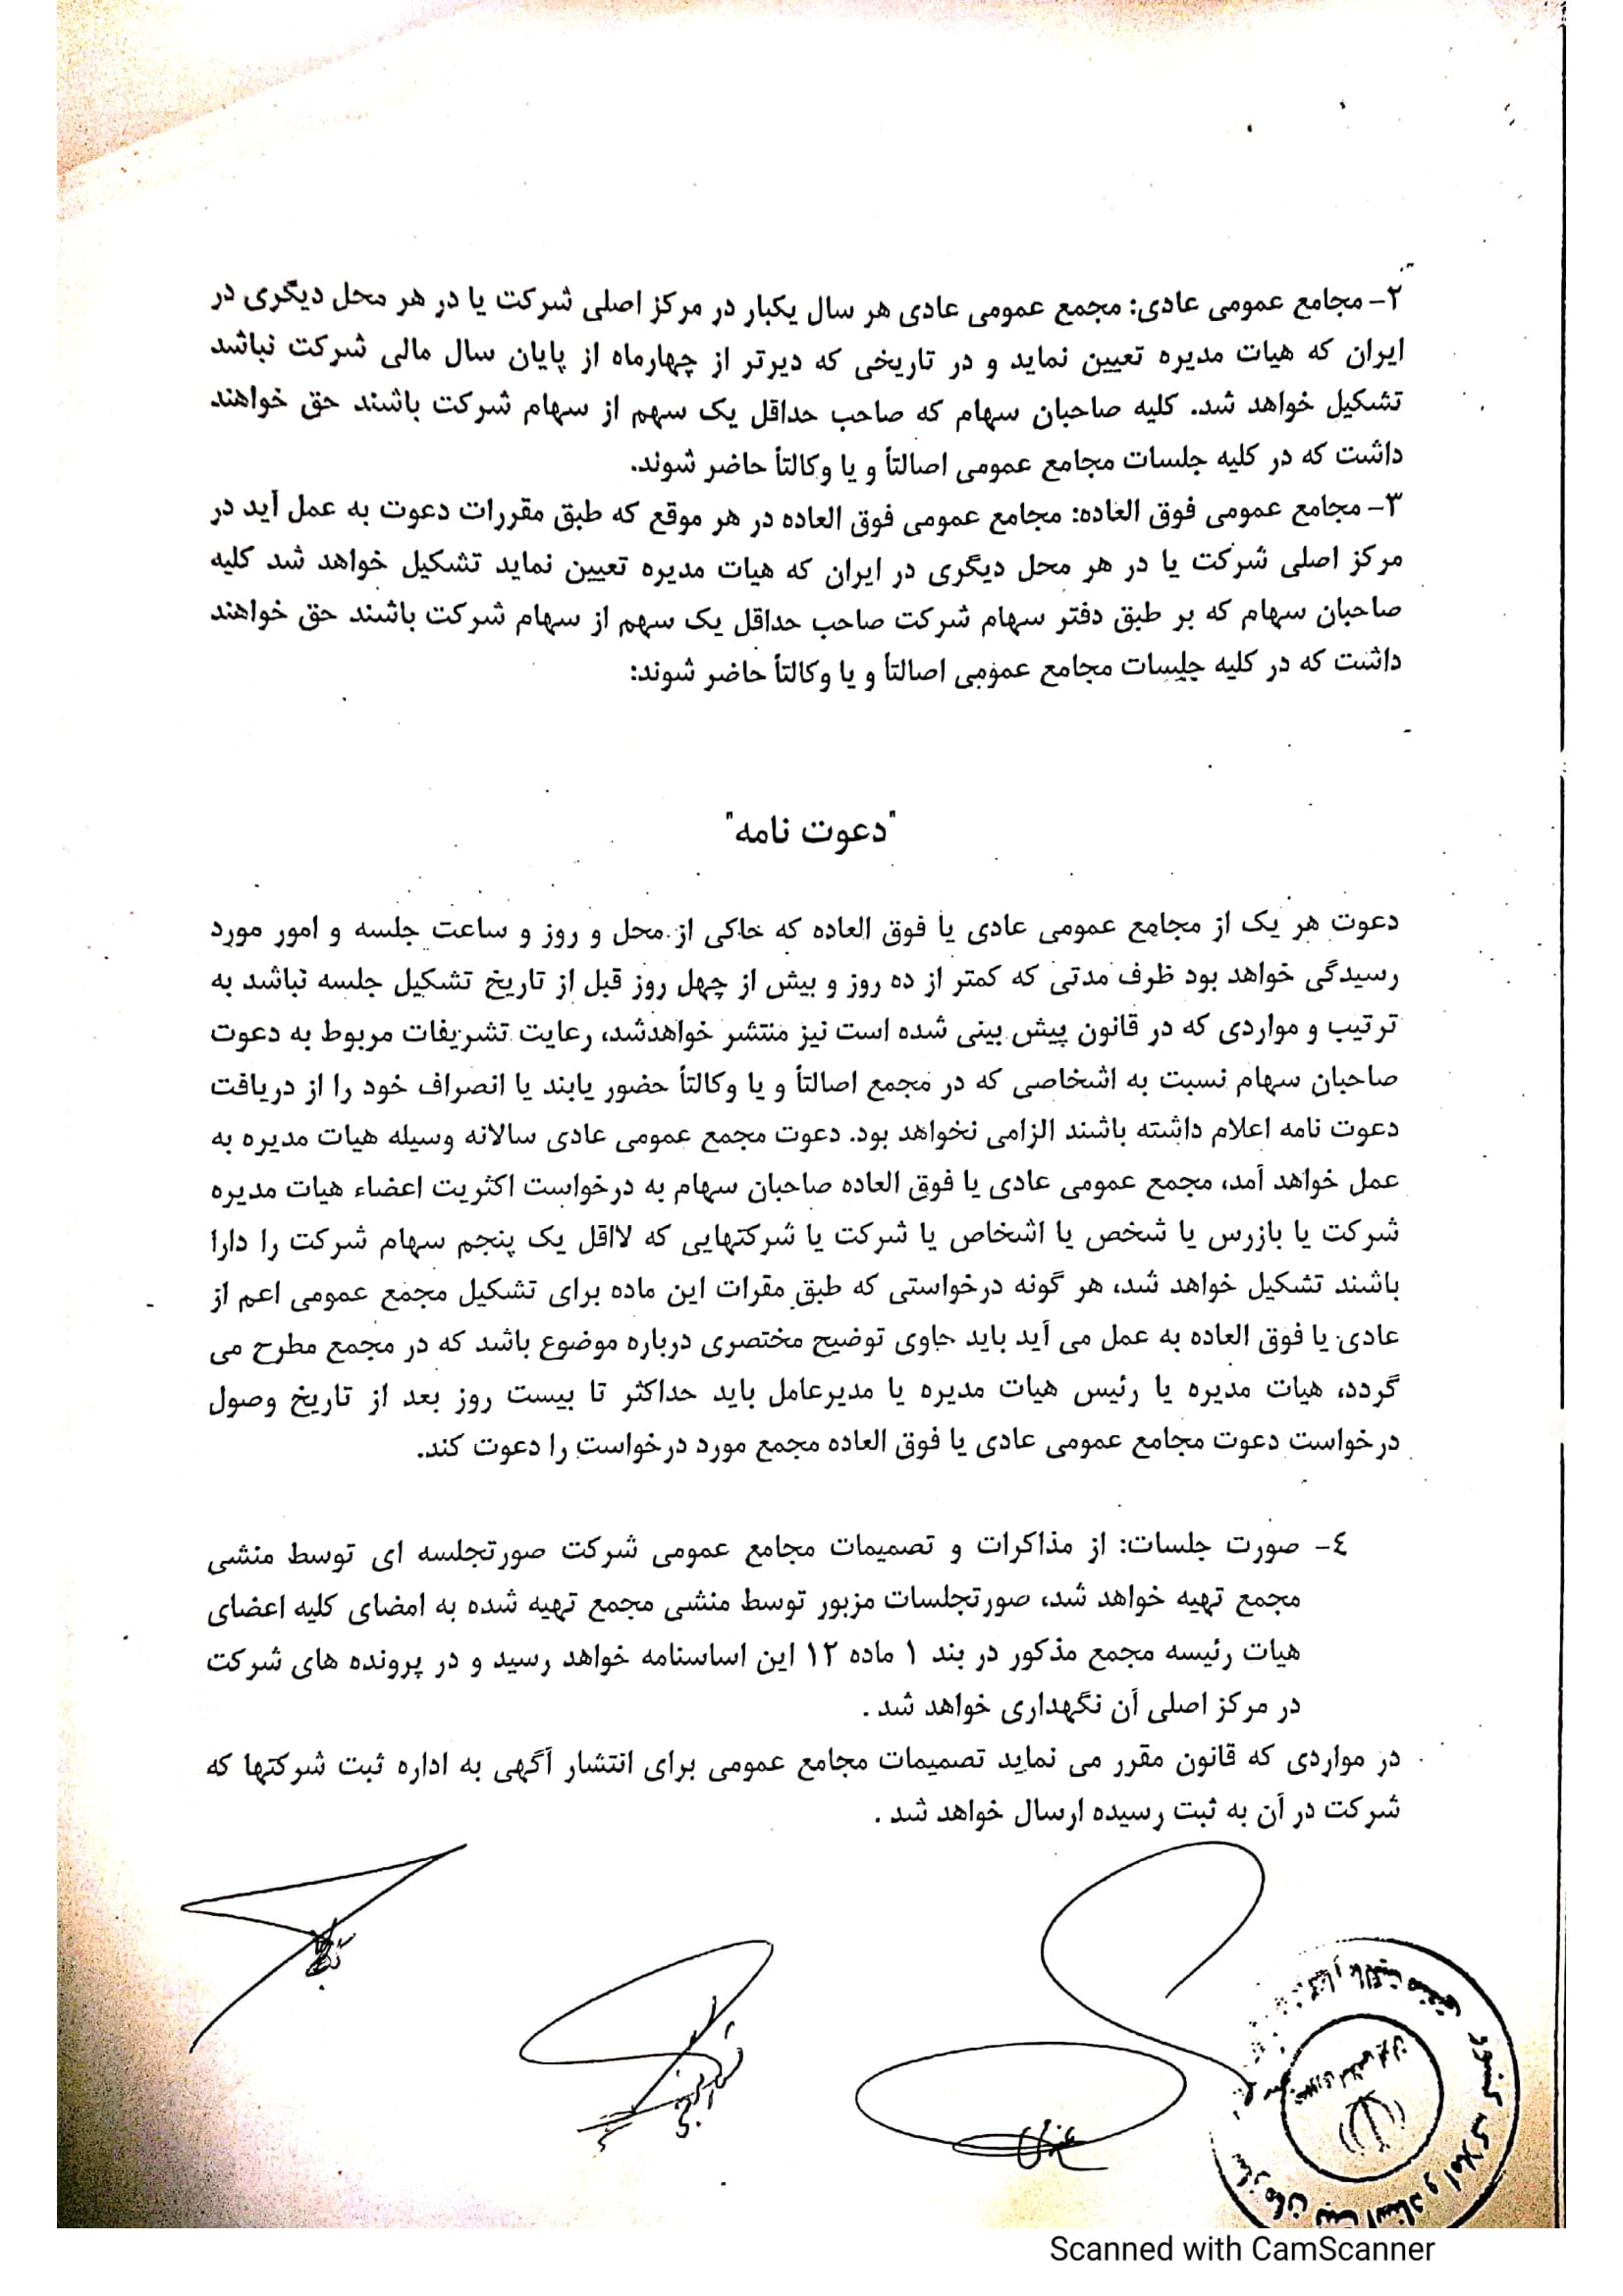 ۲- مجامع عمومی عادی: مجمع عمومی عادی هر سال یکبار در مرکز اصلی شرکت یا در هر محل دیگری در
ایران که هیات مدیره تعیین نماید و در تاریخی که دیرتر از چهارماه از پایان سال مالی شرکت نباشد
تشکیل خواهد شد. کلیه صاحبان سهام که صاحب حداقل یک سهم از سهام شرکت باشند حق خواهند
داشت که در کلیه جلسات مجامع عمومی اصالتاً و یا وکالتاً حاضر شوند.
۳- مجامع عمومی فوق العاده: مجامع عمومی فوق العاده در هر موقع که طبق مقررات دعوت به عمل آید در
مرکز اصلی شرکت یا در هر محل دیگری در ایران که هیات مدیره تعیین نماید تشکیل خواهد شد کلیه
صاحبان سهام که بر طبق دفتر سهام شرکت صاحب حداقل یک سهم از سهام شرکت باشند حق خواهند
داشت که در کلیه جلسات مجامع عمومی اصالتاً و یا وکالتاً حاضر شوند:
"دعوت نامه"
دعوت هر یک از مجامع عمومی عادی یا فوق العاده که حاکی از محل و روز و ساعت جلسه و امور مورد
رسیدگی خواهد بود ظرف مدتی که کمتر از ده روز و بیش از چهل روز قبل از تاریخ تشکیل جلسه نباشد به
ترتیب و مواردی که در قانون پیش بینی شده است نیز منتشر خواهدشد، رعایت تشریفات مربوط به دعوت
صاحبان سهام نسبت به اشخاصی که در مجمع اصالتاً و یا وکالتاً حضور یابند یا انصراف خود را از دریافت
دعوت نامه اعلام داشته باشند الزامی نخواهد بود. دعوت مجمع عمومی عادی سالانه وسیله هیات مدیره به
عمل خواهد آمد، مجمع عمومی عادی یا فوق العاده صاحبان سهام به درخواست اکثریت اعضاء هیات مدیره
شرکت یا بازرس یا شخص یا اشخاص یا شرکت یا شرکتهایی که لااقل یک پنجم سهام شرکت را دارا
باشند تشکیل خواهد شد، هر گونه درخواستی که طبق مقرات این ماده برای تشکیل مجمع عمومی اعم از
عادی یا فوق العاده به عمل می آید باید حاوی توضیح مختصری درباره موضوع باشد که در مجمع مطرح می
گردد، هیات مدیره یا رئیس هیات مدیره یا مدیرعامل باید حداکثر تا بیست روز بعد از تاریخ وصول
درخواست دعوت مجامع عمومی عادی یا فوق العاده مجمع مورد درخواست را دعوت کند.
٤- صورت جلسات: از مذاکرات و تصمیمات مجامع عمومی شرکت صورتجلسه ای توسط منشی
مجمع تهیه خواهد شد، صورتجلسات مزبور توسط منشی مجمع تهیه شده به امضای کلیه اعضای
هیات رئیسه مجمع مذکور در بند ۱ ماده ۱۲ این اساسنامه خواهد رسید و در پرونده های شرکت
در مرکز اصلی آن نگهداری خواهد شد .
در مواردی که قانون مقرر می نماید تصمیمات مجامع عمومی برای انتشار آگهی به اداره ثبت شرکتها که
شرکت در آن به ثبت رسیده ارسال خواهد شد .
سازمان ثبت اسناد و املاک کشور
Scanned with CamScanner